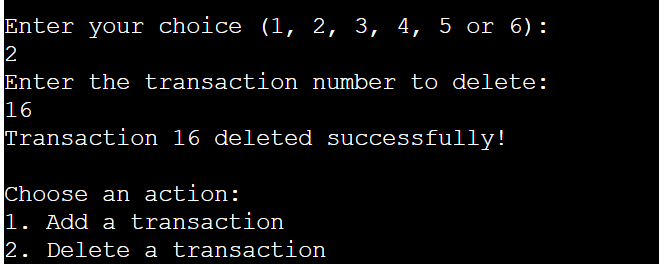 Enter your choice (1, 2, 3, 4, 5 or 6):
2
Enter the transaction number to delete:
16
Transaction 16 deleted successfully!
Choose an action:
1. Add a transaction
2. Delete a transaction